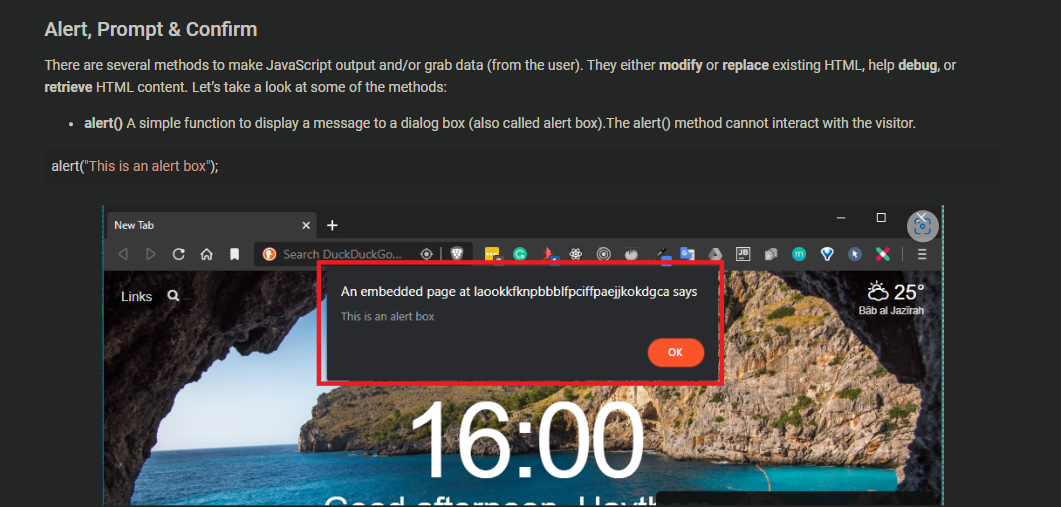 Alert, Prompt & Confirm
There are several methods to make JavaScript output and/or grab data (from the user). They either modify or replace existing HTML, help debug, or
retrieve HTML content. Let’s take a look at some of the methods:
• alert() A simple function to display a message to a dialog box (also called alert box).The alert() method cannot interact with the visitor.
alert("This is an alert box");
New Tab
Search DuckDuckGo...
JB
m
An embedded page at laookkfknpbbblfpciffpaejjkokdgca says
This is an alert box
OK
Links
25°
Bāb al Jazīrah
16:00
Good afternoon,